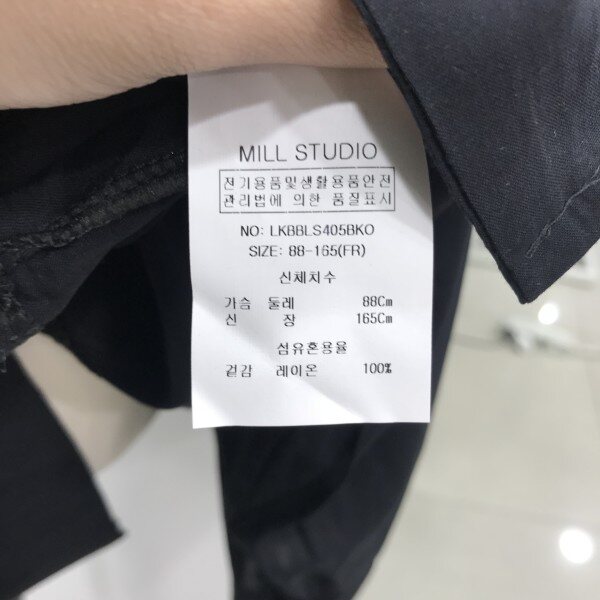 MILL STUDIO
전기용품및생활용품안전
관리법에 의한 품질표시
NO: LKBBLS405BKO
SIZE: 88-165(FR)
신체치수
가슴 둘레 88Cm
신 장 165Cm
섬유혼용율
겉감 레이온 100%